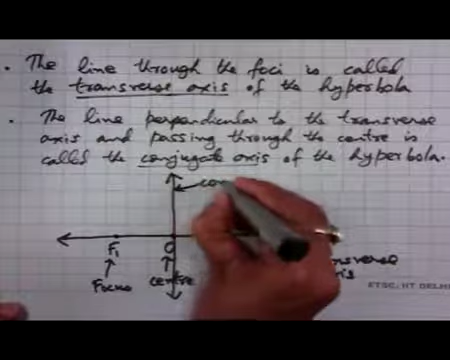 . The line through the foci is called
the transverse axis of the hyperbola
. The line perpendicular to the transverse
axis and passing through the centre is
called the conjugate axis of the hyperbola.
F1 O
Focus centre
ETSC, IIT DELHI